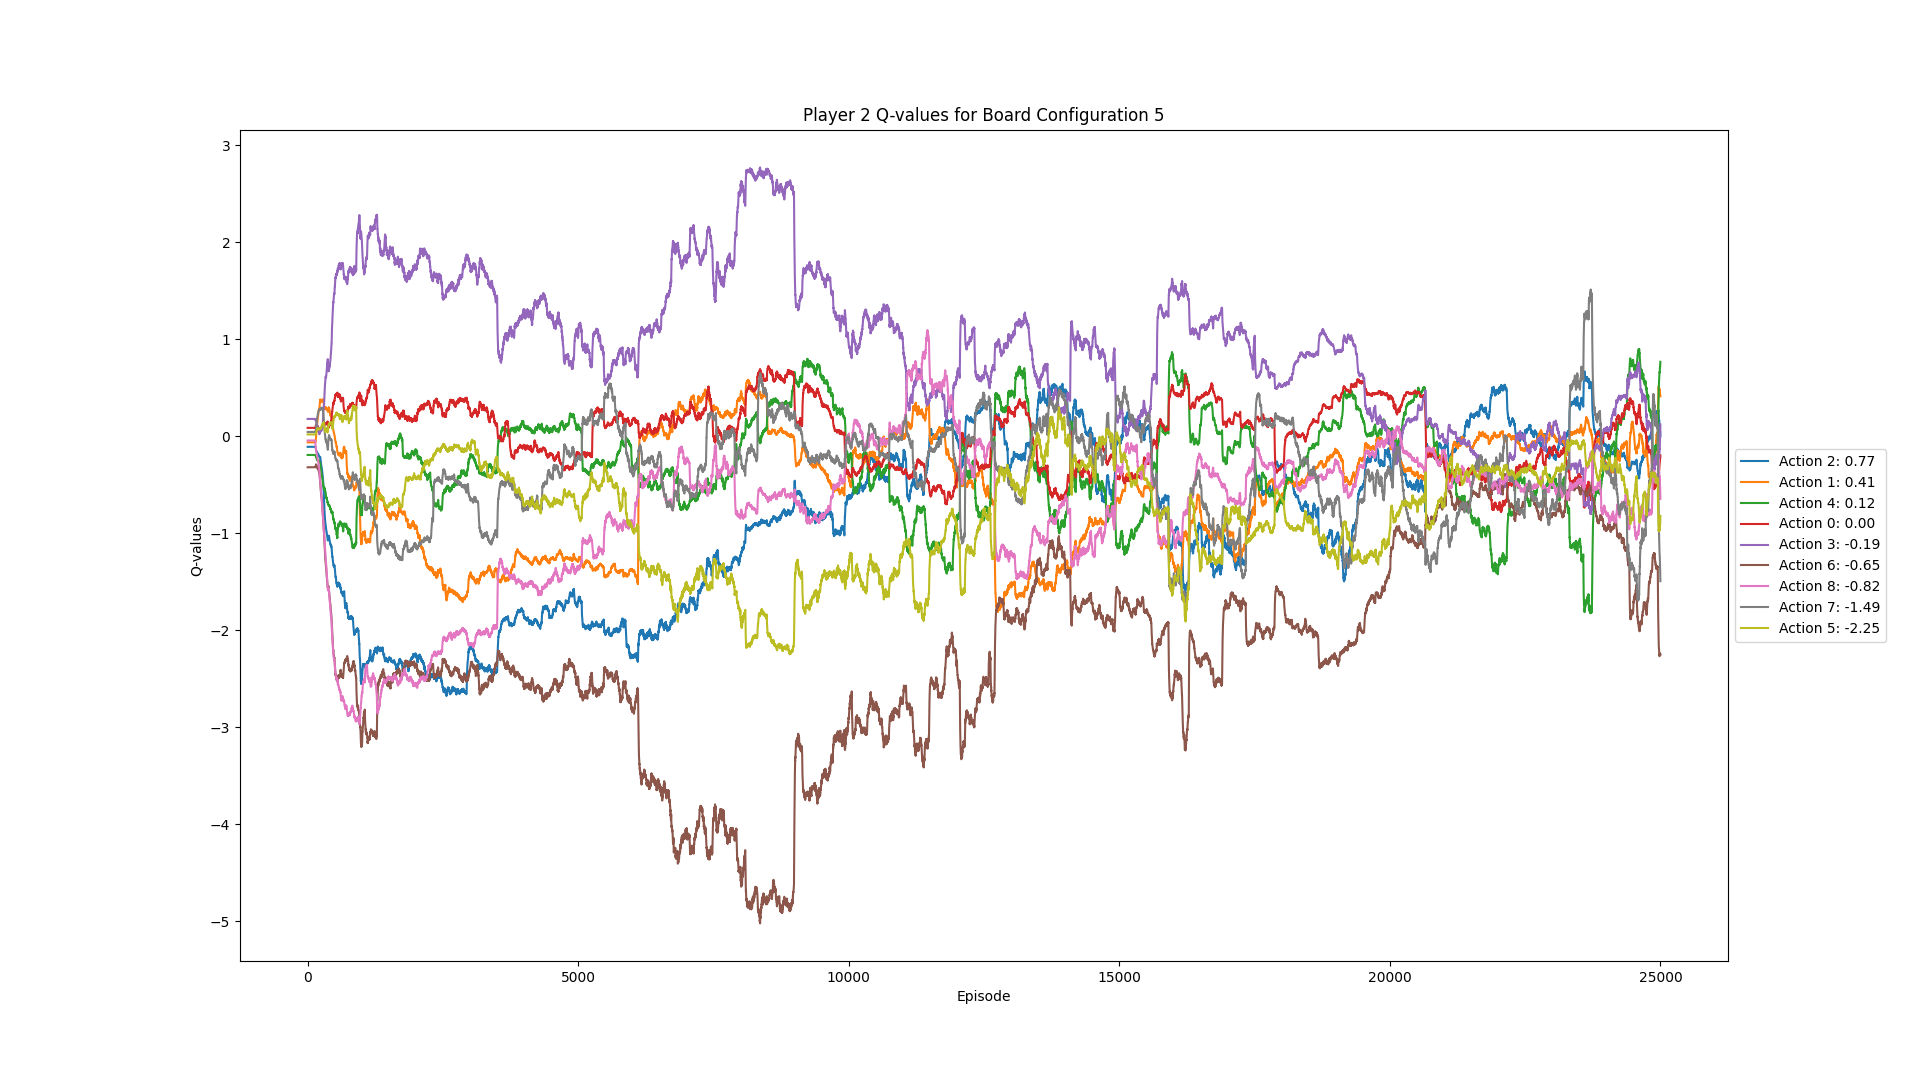 Player 2 Q-values for Board Configuration 5
3
2
1
0
−1
−2
−3
−4
−5
Q-values
0
5000
10000
15000
20000
25000
Episode
Action 2: 0.77
Action 1: 0.41
Action 4: 0.12
Action 0: 0.00
Action 3: -0.19
Action 6: -0.65
Action 8: -0.82
Action 7: -1.49
Action 5: -2.25